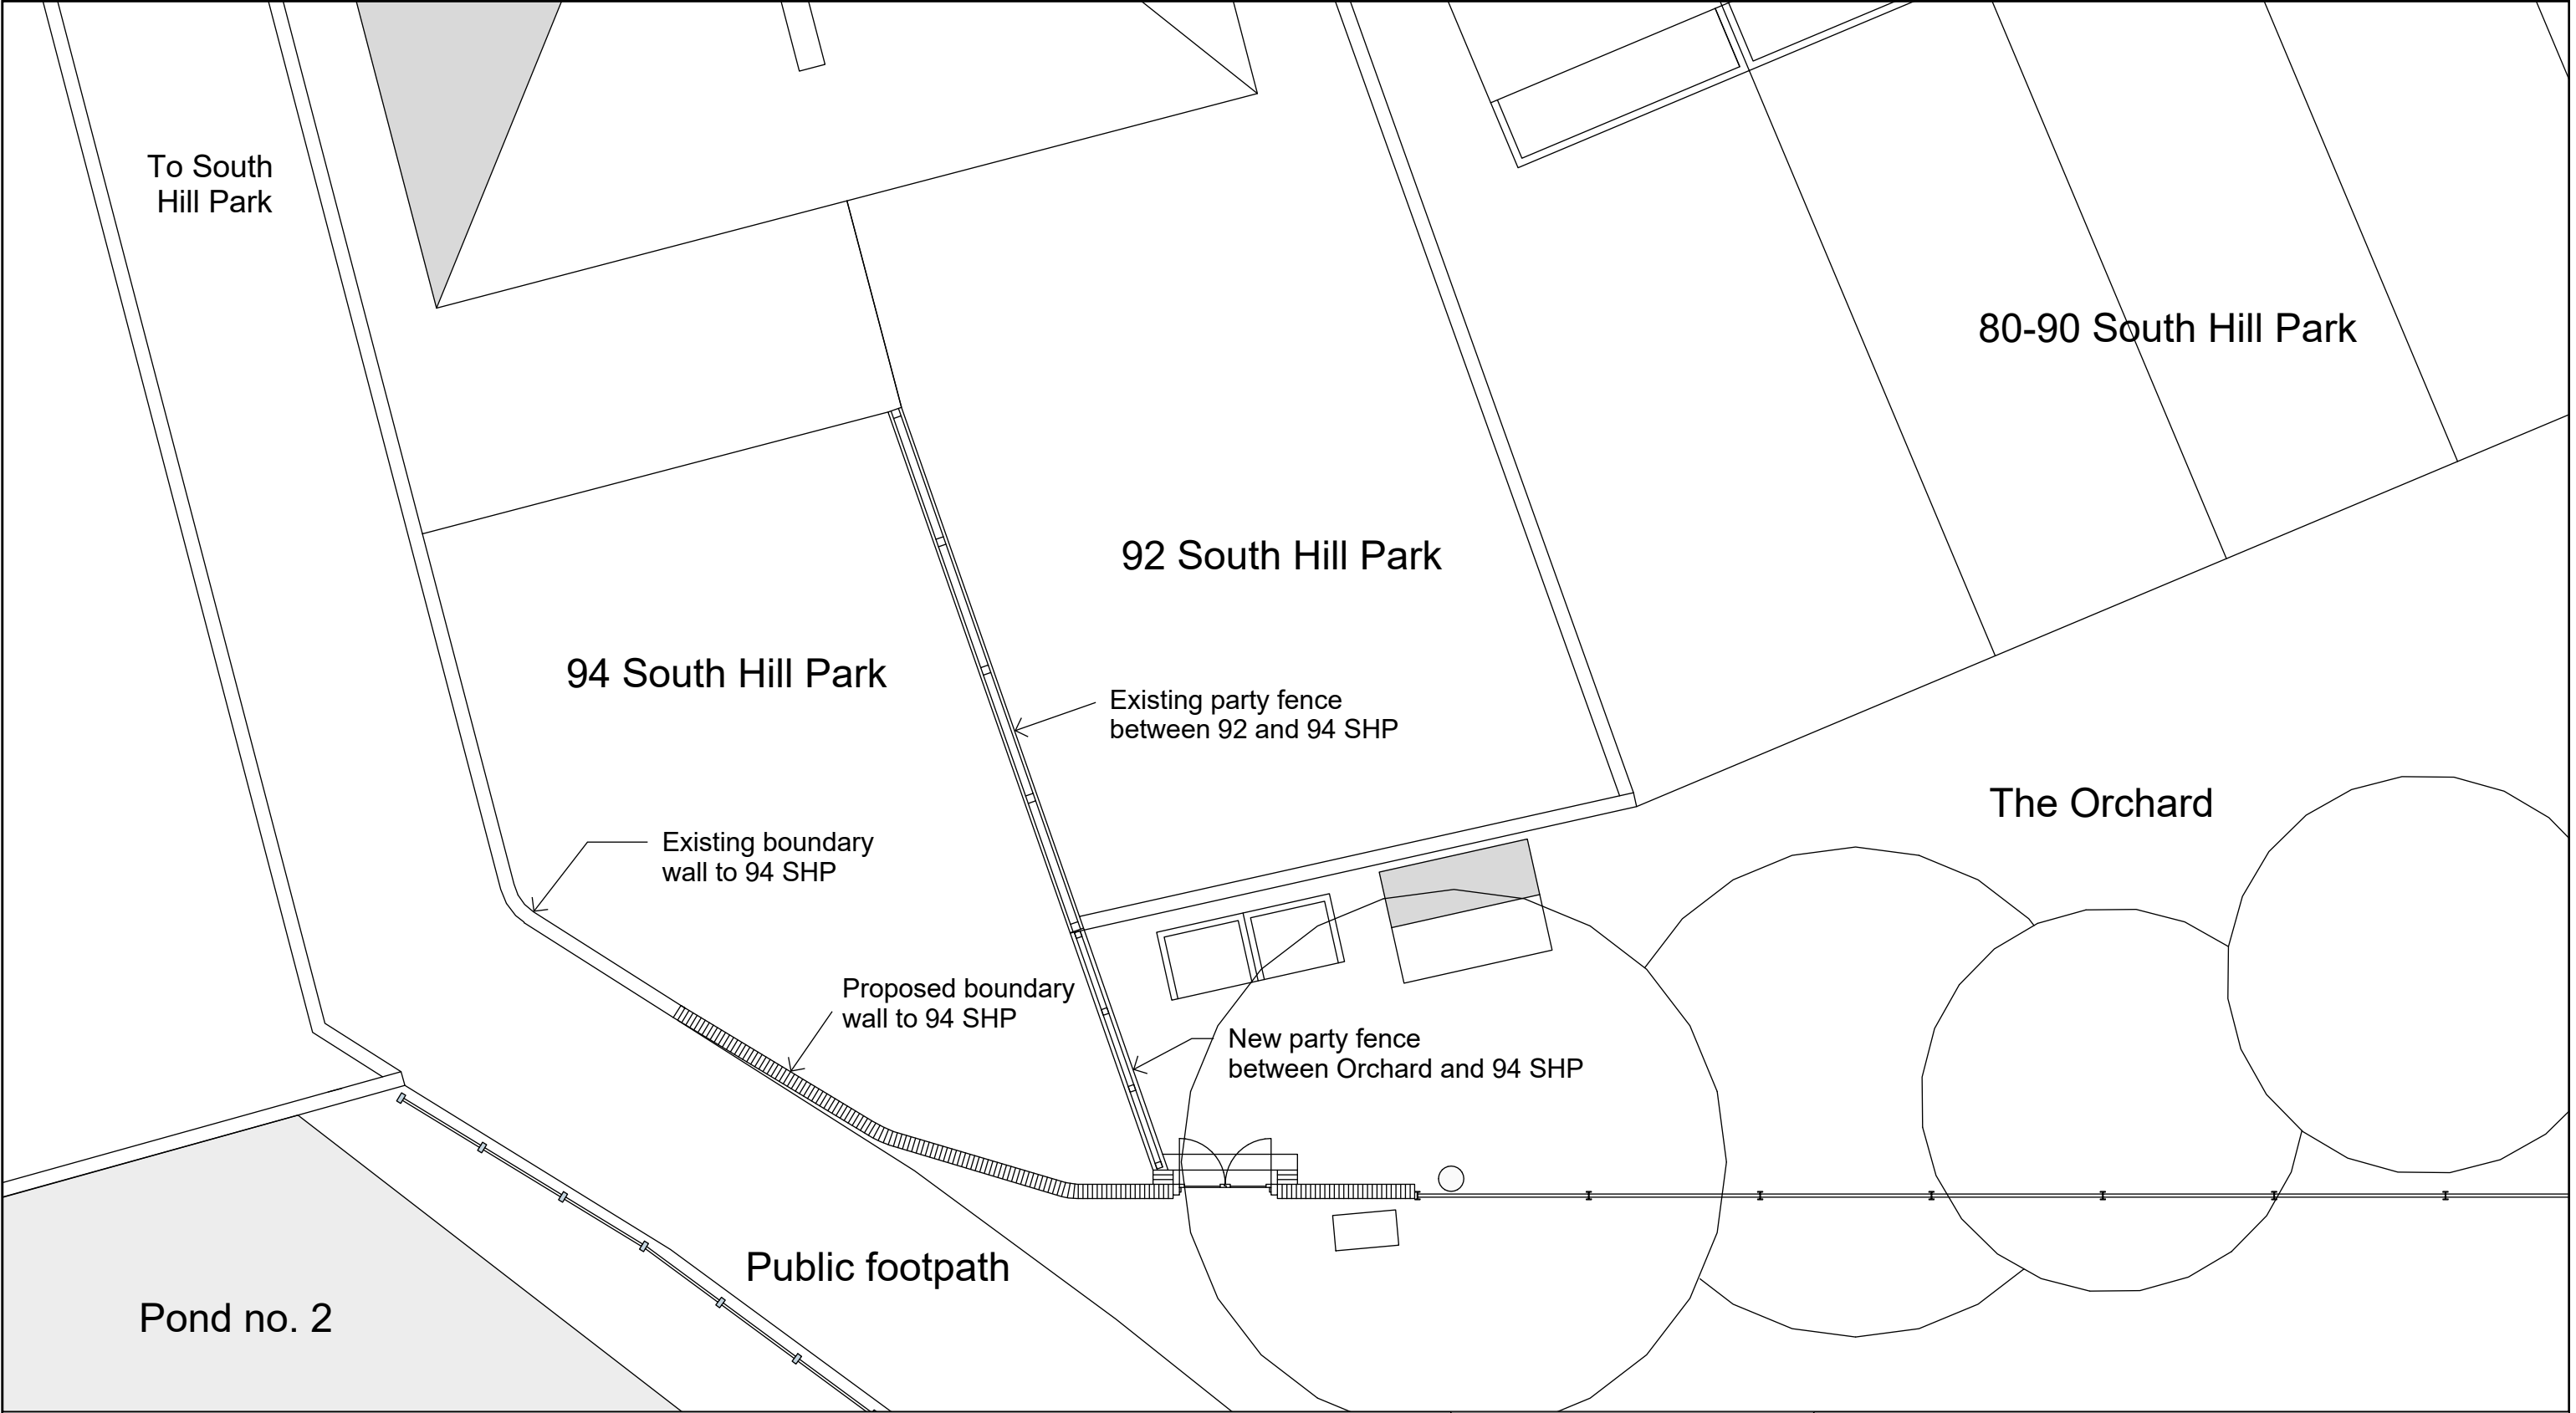 To South
Hill Park
80-90 South Hill Park
92 South Hill Park
94 South Hill Park
Existing party fence
between 92 and 94 SHP
The Orchard
Existing boundary
wall to 94 SHP
Proposed boundary
wall to 94 SHP
New party fence
between Orchard and 94 SHP
Public footpath
Pond no. 2